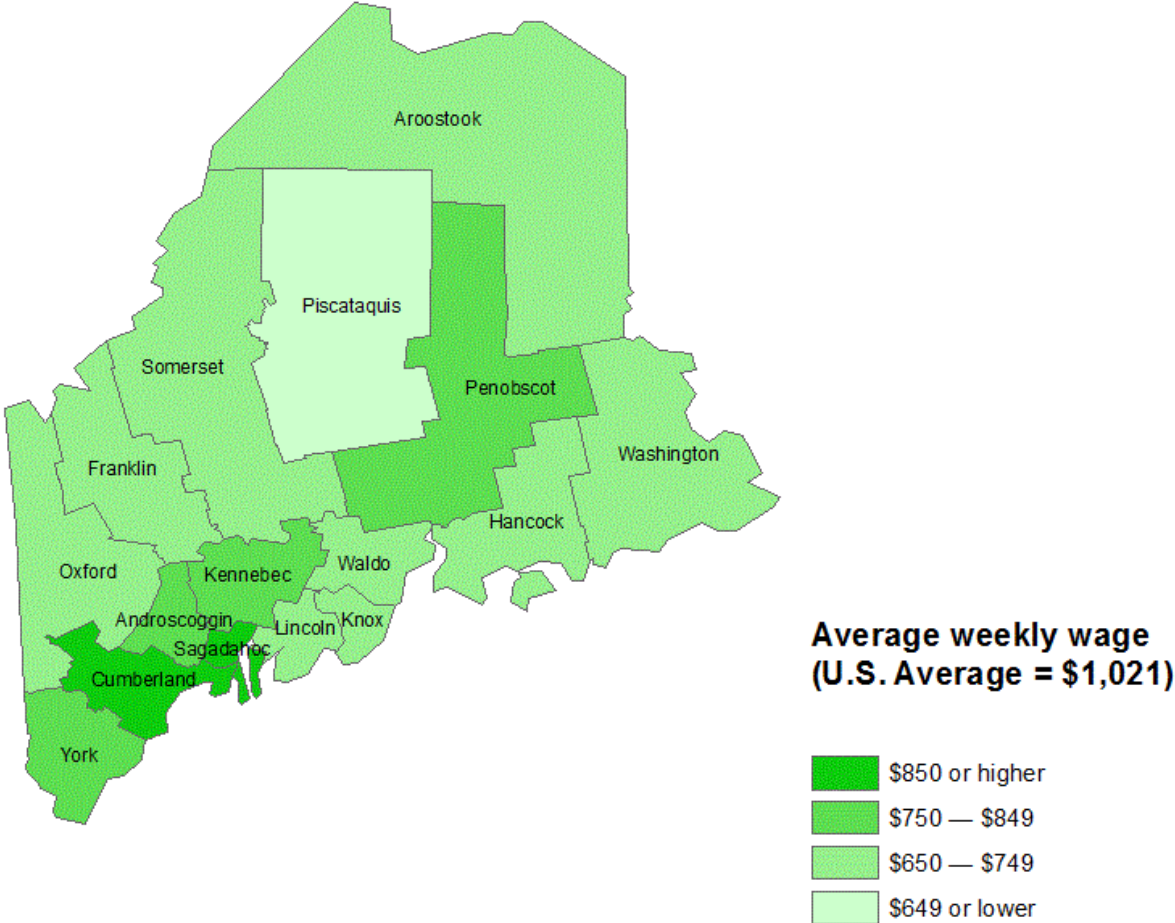 Aroostook
Piscataquis
Somerset
Penobscot
Washington
Franklin
Hancock
Waldo
Oxford
Kennebec
Androscoggin
Knox
Lincoln
Sagadahoc
Cumberland
York
Average weekly wage
(U.S. Average = $1,021)
$850 or higher
$750 — $849
$650 — $749
$649 or lower